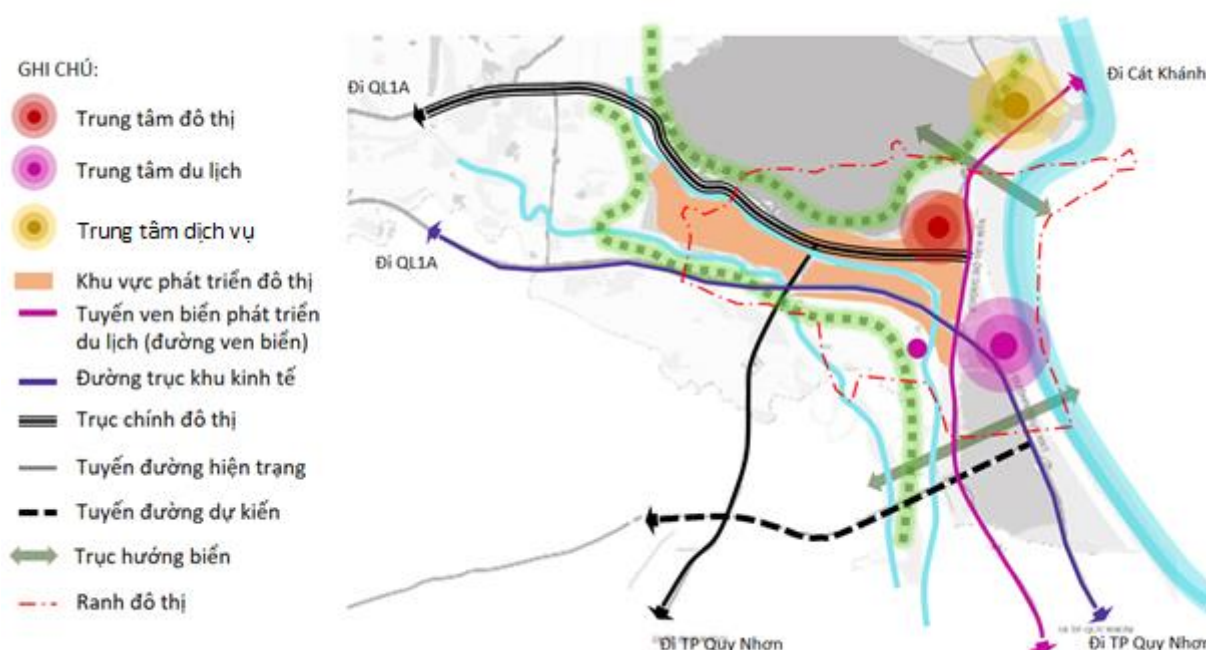 GHI CHÚ:
Trung tâm đô thị
Trung tâm du lịch
Trung tâm dịch vụ
Khu vực phát triển đô thị
Tuyến ven biển phát triển
du lịch (đường ven biển)
Đường trục khu kinh tế
Trục chính đô thị
Tuyến đường hiện trạng
Tuyến đường dự kiến
Trục hướng biển
Ranh đô thị
Đi QL1A
Đi Cát Khánh
Đi QL1A
Đi TP Quy Nhơn
Đi TP Quy Nhơn